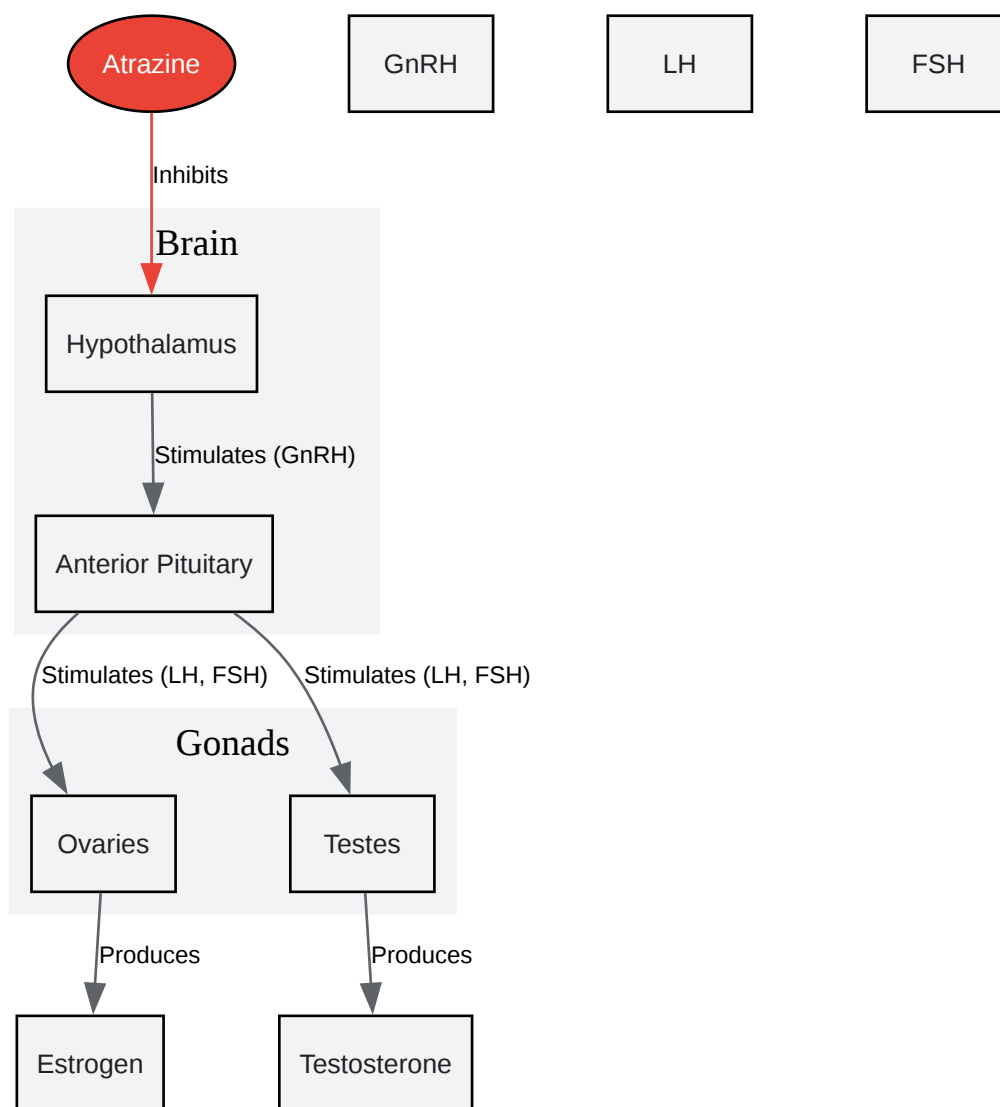 Atrazine
GnRH
LH
FSH
Inhibits
Brain
Hypothalamus
Stimulates (GnRH)
Anterior Pituitary
Stimulates (LH, FSH)
Stimulates (LH, FSH)
Gonads
Ovaries
Testes
Produces
Produces
Estrogen
Testosterone